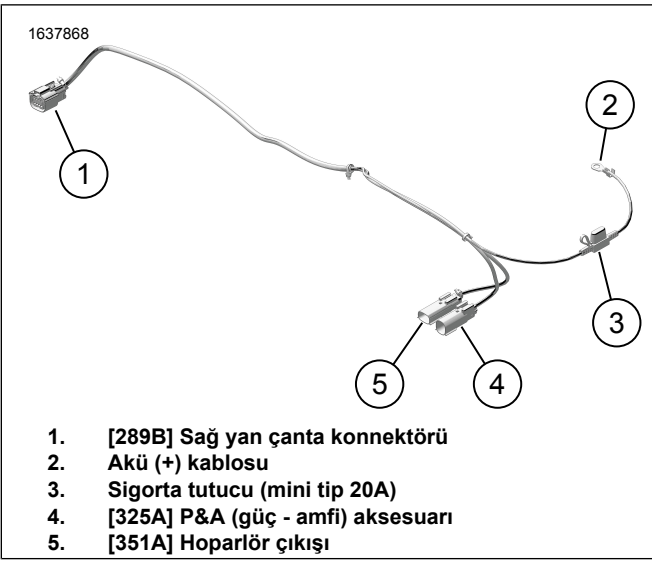 1637868
1
2
3
4
5
1. [289B] Sağ yan çanta konnektörü
2. Akü (+) kablosu
3. Sigorta tutucu (mini tip 20A)
4. [325A] P&A (güç - amfi) aksesuarı
5. [351A] Hoparlör çıkışı